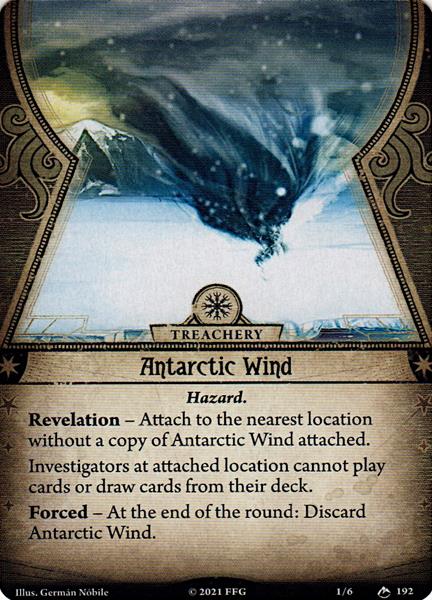 TREACHERY
Antarctic Wind
Hazard.
Revelation – Attach to the nearest location
without a copy of Antarctic Wind attached.
Investigators at attached location cannot play
cards or draw cards from their deck.
Forced – At the end of the round: Discard
Antarctic Wind.
Illus. Germán Nóbile © 2021 FFG 1/6 192